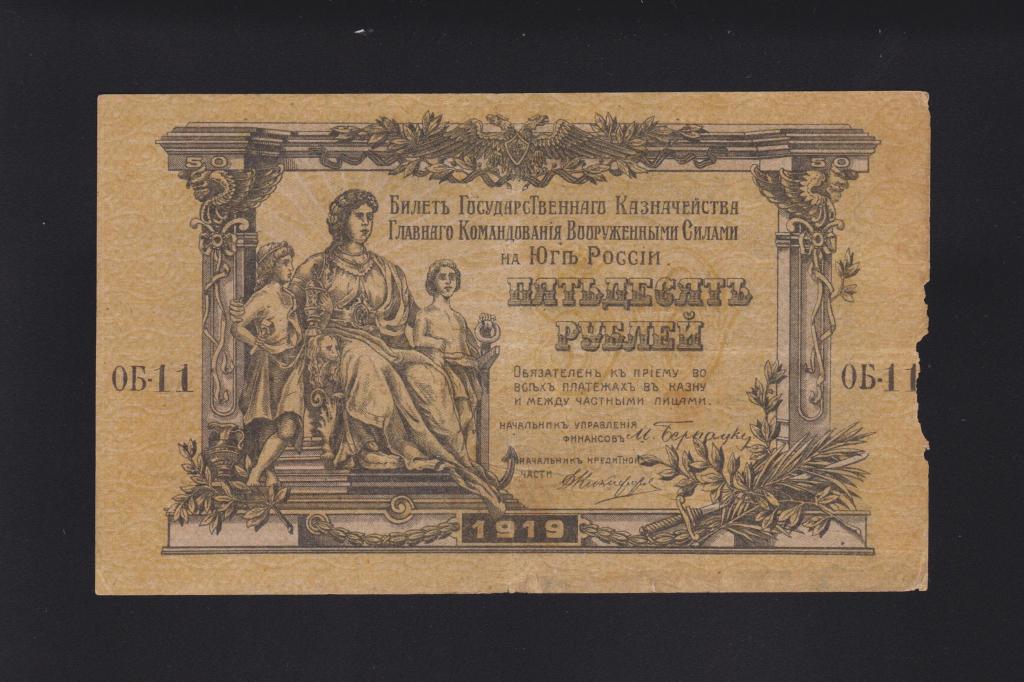 50
50
Билетъ Государственнаго Казначейства
Главнаго Командованія Вооруженными Силами
на Югѣ Россіи.
ПЯТЬДЕСЯТЪ
РУБЛЕЙ
ОБ-11
ОБ-11
Обязателенъ къ пріему во
всѣхъ платежахъ въ казну
и между частными лицами.
Начальникъ управленія
финансовъ М.
Начальникъ кредитной
части
1919